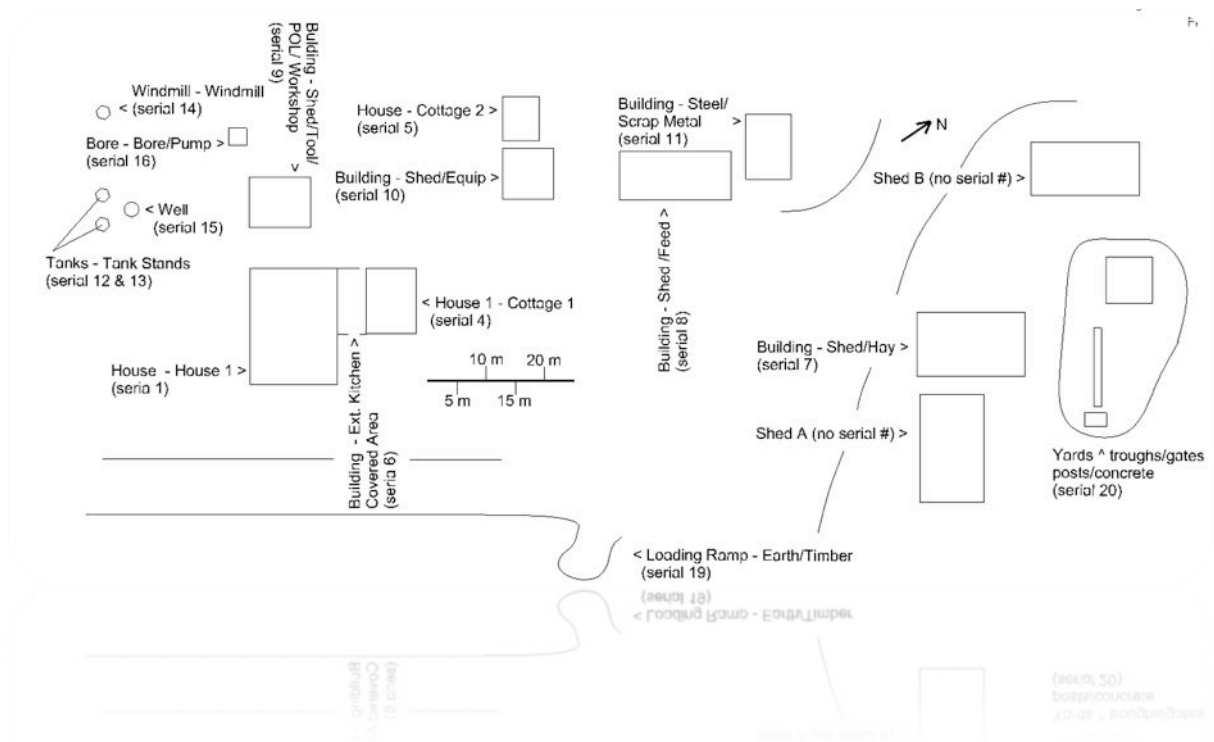 Windmill - Windmill
< (serial 14)
Bore - Bore/Pump >
(serial 16)
Bulding - Shed/Tool/
POL/ Workshop
(serial 9)
>
< Well
(serial 15)
Tanks - Tank Stands
(serial 12 & 13)
House - Cottage 2 >
(serial 5)
Building - Shed/Equip >
(serial 10)
House - House 1 >
(seria 1)
< House 1 - Cottage 1
(serial 4)
Building - Ext. Kitchen >
Covered Area
(seria 6)
10 m 20 m
5 m 15 m
Building - Steel/
Scrap Metal >
(serial 11)
Building - Shed /Feed >
(serial 8)
N
Shed B (no serial #) >
Building - Shed/Hay >
(serial 7)
Shed A (no serial #) >
Yards ^ troughs/gates
posts/concrete
(serial 20)
< Loading Ramp - Earth/Timber
(serial 19)